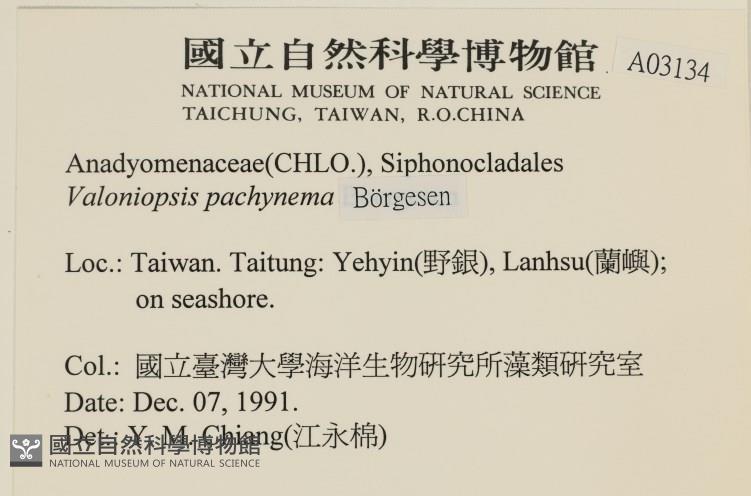 國立自然科學博物館 A03134
NATIONAL MUSEUM OF NATURAL SCIENCE
TAICHUNG, TAIWAN, R.O.CHINA
Anadyomenaceae(CHLO.), Siphonocladales
Valoniopsis pachynema Börgesen
Loc.: Taiwan. Taitung: Yehyin(野銀), Lanhsu(蘭嶼);
on seashore.
Col.: 國立臺灣大學海洋生物研究所藻類研究室
Date: Dec. 07, 1991.
Det.: Y. M. Chiang(江永棉)
國立自然科學博物館
NATIONAL MUSEUM OF NATURAL SCIENCE